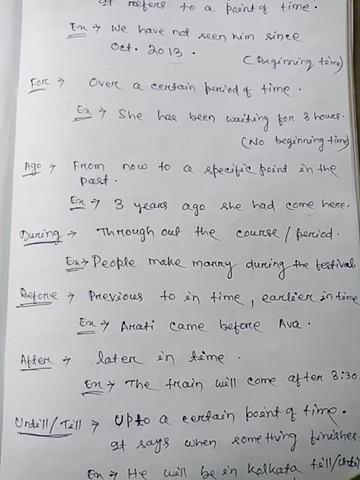 It refers to a point of time.
Ex → We have not seen him since
Oct. 2013.
(Beginning time)
For → Over a certain period of time.
Ex → She has been waiting for 3 hours.
(No beginning time)
Ago → From now to a specific point in the
past.
Ex → 3 years ago she had come here.
During → Through out the course/period.
Ex → People make marry during the festival
Before → Previous to in time, earlier in time
Ex → Arati came before Ava.
After → later in time.
Ex → The train will come after 3:30.
Untill/Till → Upto a certain point of time.
It says when something finishes
Ex → He will be in Kolkata till/